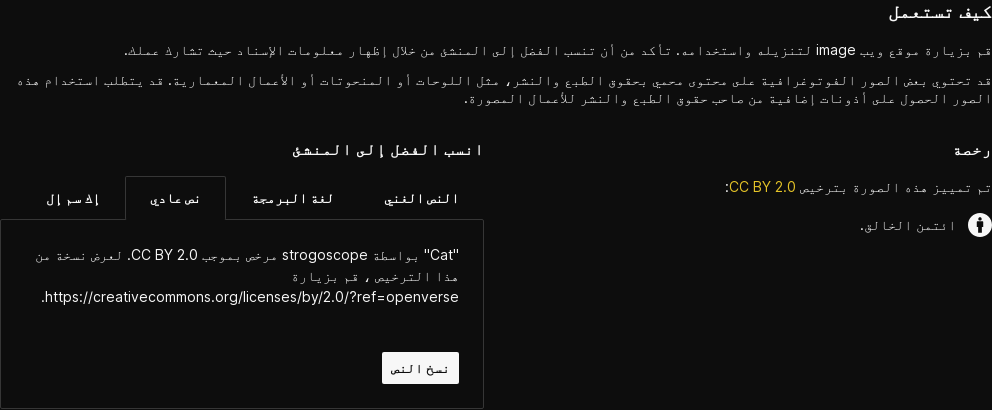 كيف تستعمل
قم بزيارة موقع ويب image لتنزيله واستخدامه. تأكد من أن تنسب الفضل إلى المنشئ من خلال إظهار معلومات الإسناد حيث تشارك عملك.
قد تحتوي بعض الصور الفوتوغرافية على محتوى محمي بحقوق الطبع والنشر، مثل اللوحات أو المنحوتات أو الأعمال المعمارية. قد يتطلب استخدام هذه
الصور الحصول على أذونات إضافية من صاحب حقوق الطبع والنشر للأعمال المصورة.
رخصة
تم تمييز هذه الصورة بترخيص CC BY 2.0:
ائتمن الخالق.
انسب الفضل إلى المنشئ
النص الغني
لغة البرمجة
نص عادي
إك سم إل
"Cat" بواسطة strogoscope مرخص بموجب CC BY 2.0. لعرض نسخة من
هذا الترخيص ، قم بزيارة
https://creativecommons.org/licenses/by/2.0/?ref=openverse.
نسخ النص